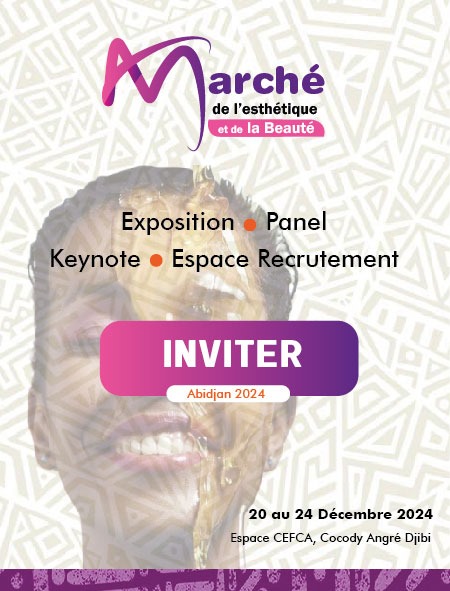 Marché
de l'esthétique
et de la Beauté
Exposition • Panel
Keynote • Espace Recrutement
INVITER
Abidjan 2024
20 au 24 Décembre 2024
Espace CEFCA, Cocody Angré Djibi